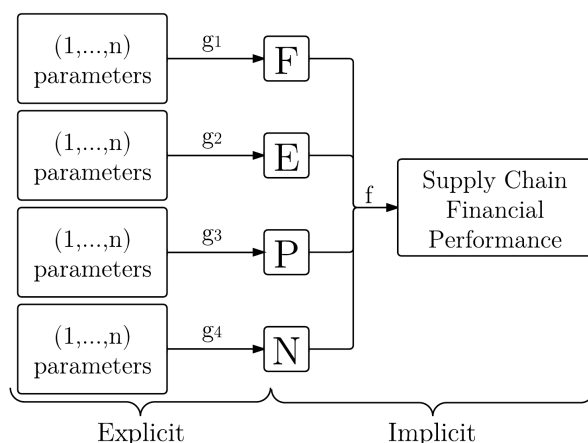 (1,...,n)
parameters
g1
F
(1,...,n)
parameters
g2
E
(1,...,n)
parameters
g3
P
(1,...,n)
parameters
g4
N
f
Supply Chain
Financial
Performance
Explicit
Implicit